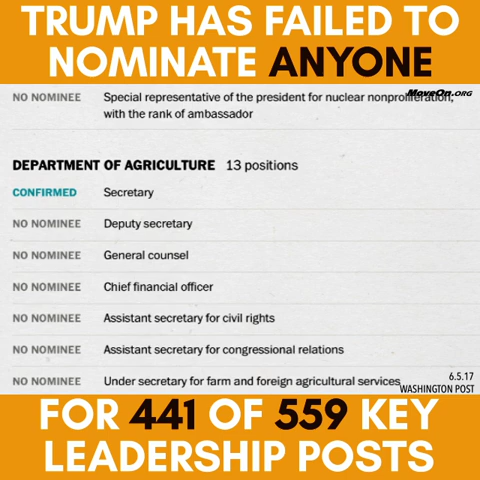 TRUMP HAS FAILED TO
NOMINATE ANYONE
MoveOn.ORG
NO NOMINEE Special representative of the president for nuclear nonproliferation,
with the rank of ambassador
DEPARTMENT OF AGRICULTURE 13 positions
CONFIRMED Secretary
NO NOMINEE Deputy secretary
NO NOMINEE General counsel
NO NOMINEE Chief financial officer
NO NOMINEE Assistant secretary for civil rights
NO NOMINEE Assistant secretary for congressional relations
NO NOMINEE Under secretary for farm and foreign agricultural services
6.5.17
WASHINGTON POST
FOR 441 OF 559 KEY
LEADERSHIP POSTS